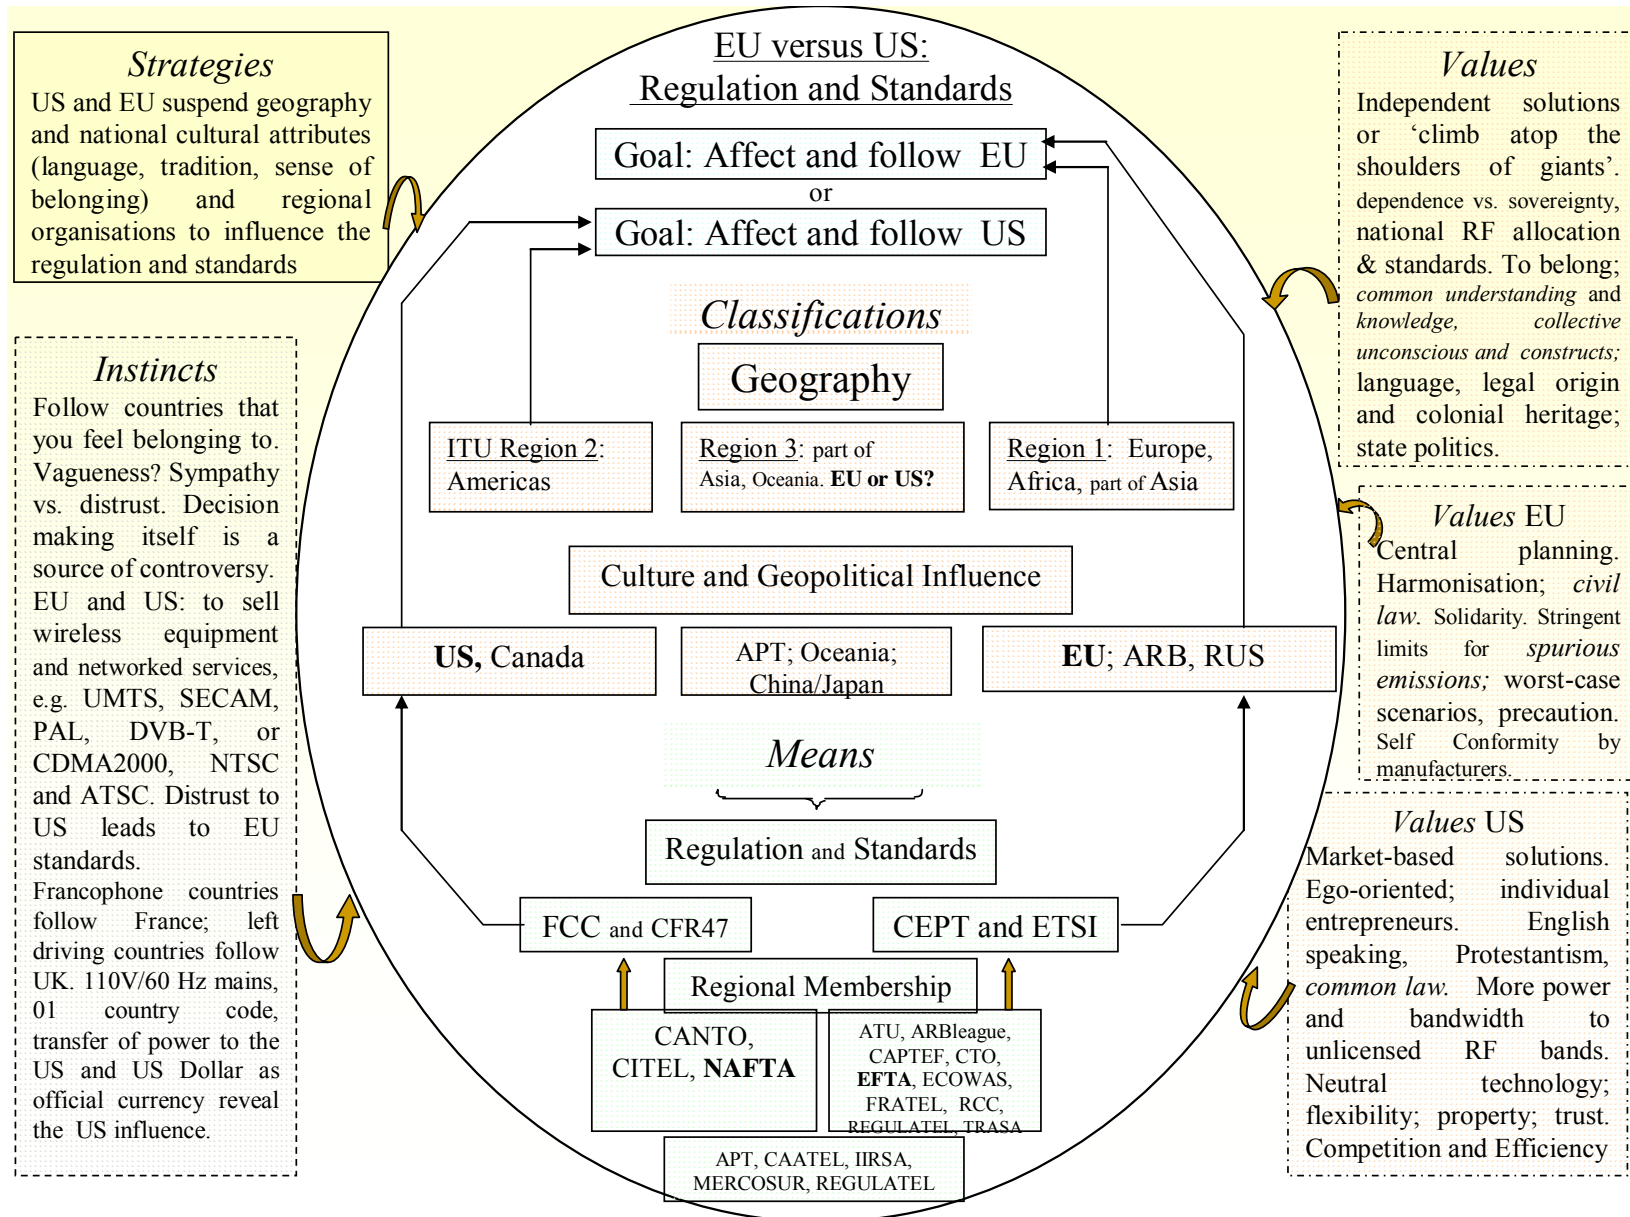 EU versus US:
Regulation and Standards
Strategies
US and EU suspend geography
and national cultural attributes
(language, tradition, sense of
belonging) and regional
organisations to influence the
regulation and standards
Goal: Affect and follow EU
or
Goal: Affect and follow US
Values
Independent solutions
or ‘climb atop the
shoulders of giants’.
dependence vs. sovereignty,
national RF allocation
& standards. To belong;
common understanding and
knowledge, collective
unconscious and constructs;
language, legal origin
and colonial heritage;
state politics.
Instincts
Follow countries that
you feel belonging to.
Vagueness? Sympathy
vs. distrust. Decision
making itself is a
source of controversy.
EU and US: to sell
wireless equipment
and networked services,
e.g. UMTS, SECAM,
PAL, DVB-T, or
CDMA2000, NTSC
and ATSC. Distrust to
US leads to EU
standards.
Francophone countries
follow France; left
driving countries follow
UK. 110V/60 Hz mains,
01 country code,
transfer of power to the
US and US Dollar as
official currency reveal
the US influence.
Classifications
Geography
ITU Region 2:
Americas
Region 3: part of
Asia, Oceania. EU or US?
Region 1: Europe,
Africa, part of Asia
Culture and Geopolitical Influence
US, Canada
APT; Oceania;
China/Japan
EU; ARB, RUS
Values EU
Central planning.
Harmonisation; civil
law. Solidarity. Stringent
limits for spurious
emissions; worst-case
scenarios, precaution.
Self Conformity by
manufacturers.
Means
Regulation and Standards
FCC and CFR47
CEPT and ETSI
Regional Membership
CANTO,
CITEL, NAFTA
ATU, ARBleague,
CAPTEF, CTO,
EFTA, ECOWAS,
FRATEL, RCC,
REGULATEL, TRASA
APT, CAATEL, IIRSA,
MERCOSUR, REGULATEL
Values US
Market-based solutions.
Ego-oriented; individual
entrepreneurs. English
speaking, Protestantism,
common law. More power
and bandwidth to
unlicensed RF bands.
Neutral technology;
flexibility; property; trust.
Competition and Efficiency